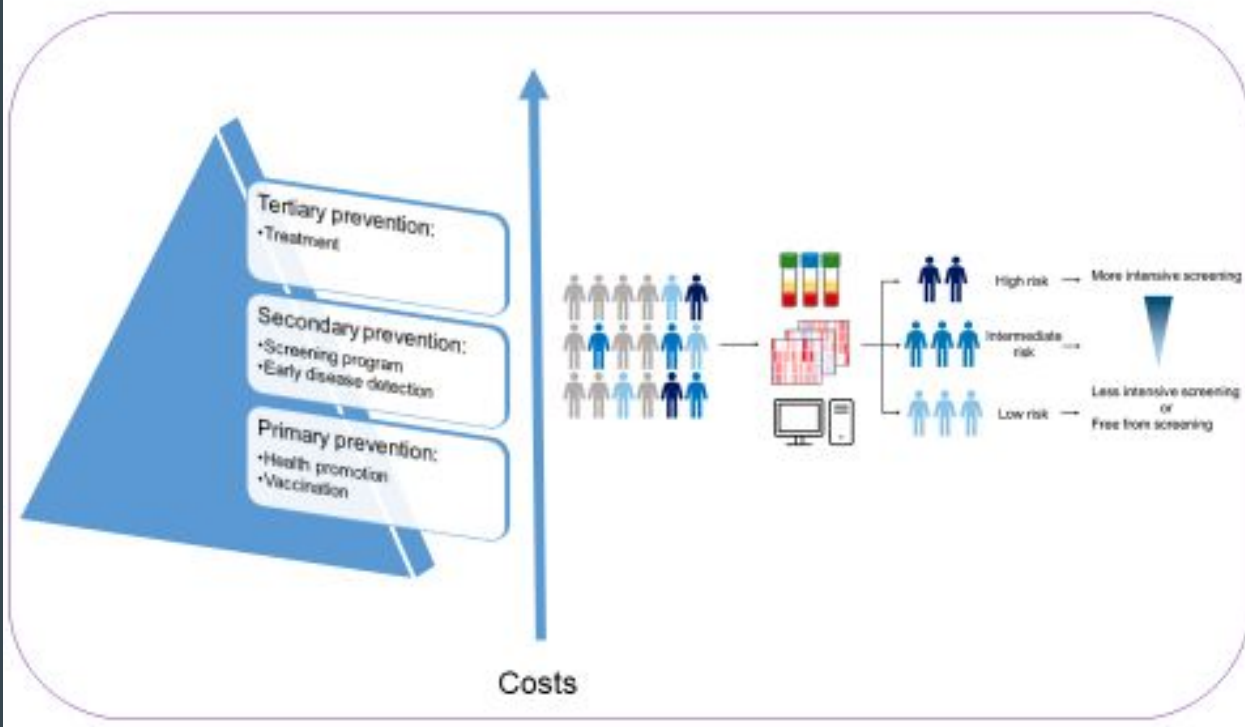 Tertiary prevention:
•Treatment
Secondary prevention:
•Screening program
•Early disease detection
Primary prevention:
•Health promotion
•Vaccination
Costs
High risk
More intensive screening
Intermediate
risk
Low risk
Less intensive screening
or
Free from screening